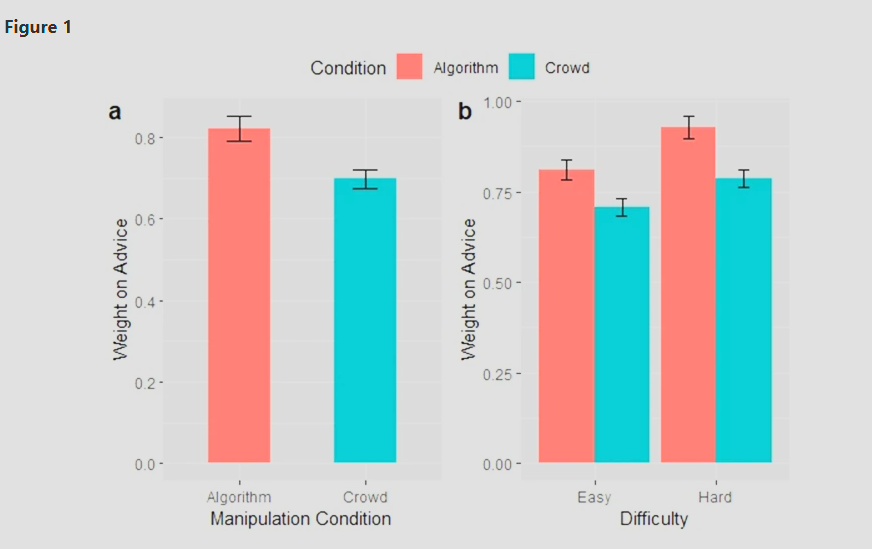 Figure 1
Condition Algorithm Crowd
a
Weight on Advice
0.8
0.6
0.4
0.2
0.0
Algorithm Crowd
Manipulation Condition
b
Weight on Advice
1.00
0.75
0.50
0.25
0.00
Easy Hard
Difficulty